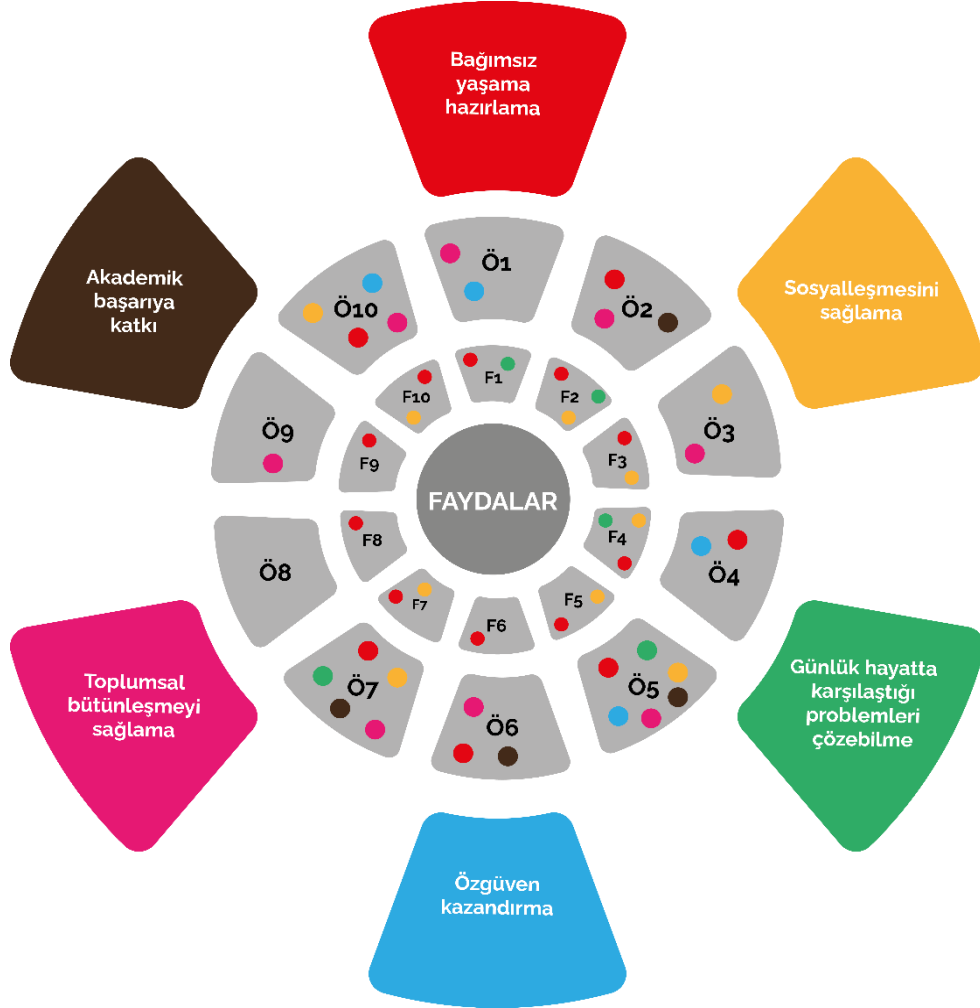 Bağımsız
yaşama
hazırlama
Akademik
başarıya
katkı
Sosyalleşmesini
sağlama
Ö1
Ö2
Ö3
Ö4
Ö5
Ö6
Ö7
Ö8
Ö9
Ö10
F1
F2
F3
F4
F5
F6
F7
F8
F9
F10
FAYDALAR
Toplumsal
bütünleşmeyi
sağlama
Günlük hayatta
karşılaştığı
problemleri
çözebilme
Özgüven
kazandırma